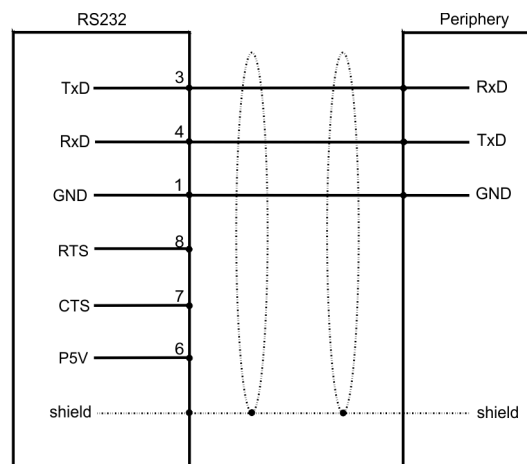 RS232 Periphery
TxD 3 RxD
RxD 4 TxD
GND 1 GND
RTS 8
CTS 7
P5V 6
shield shield